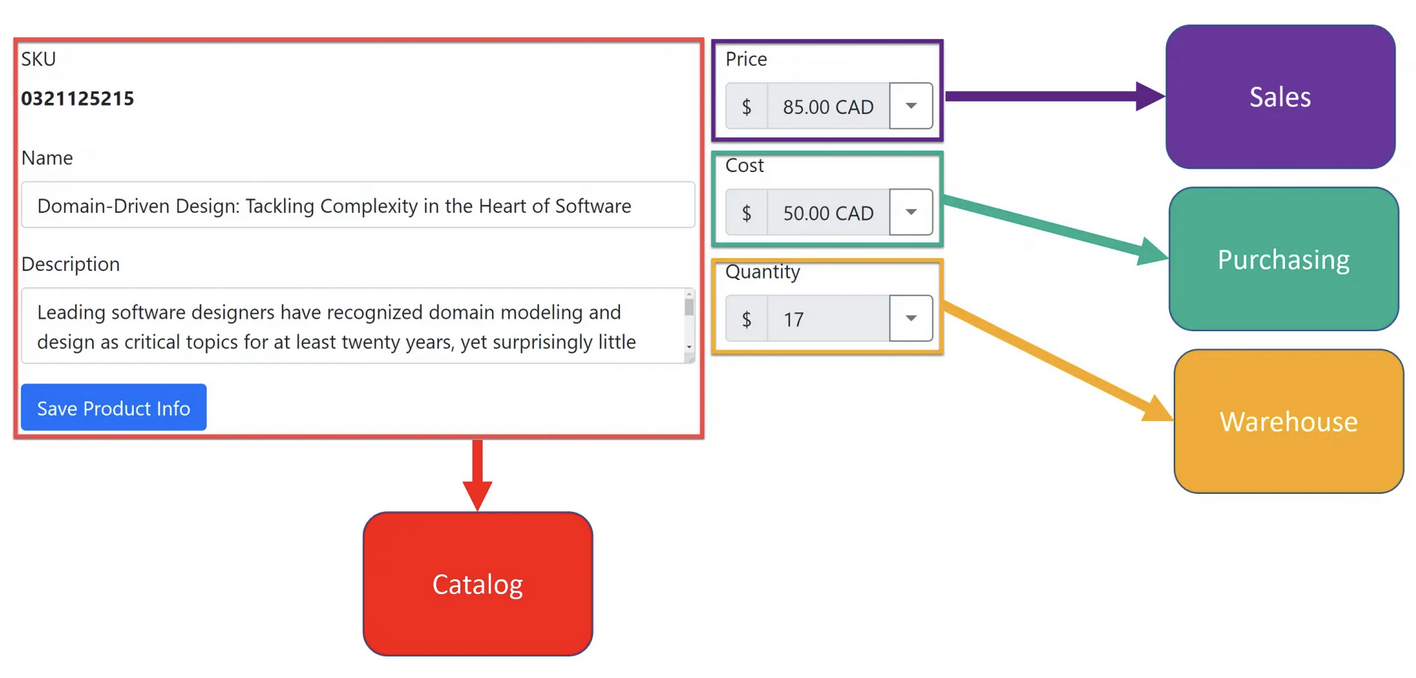 SKU
0321125215
Name
Domain-Driven Design: Tackling Complexity in the Heart of Software
Description
Leading software designers have recognized domain modeling and
design as critical topics for at least twenty years, yet surprisingly little
Save Product Info
Price
$ 85.00 CAD
Cost
$ 50.00 CAD
Quantity
$ 17
Sales
Purchasing
Warehouse
Catalog